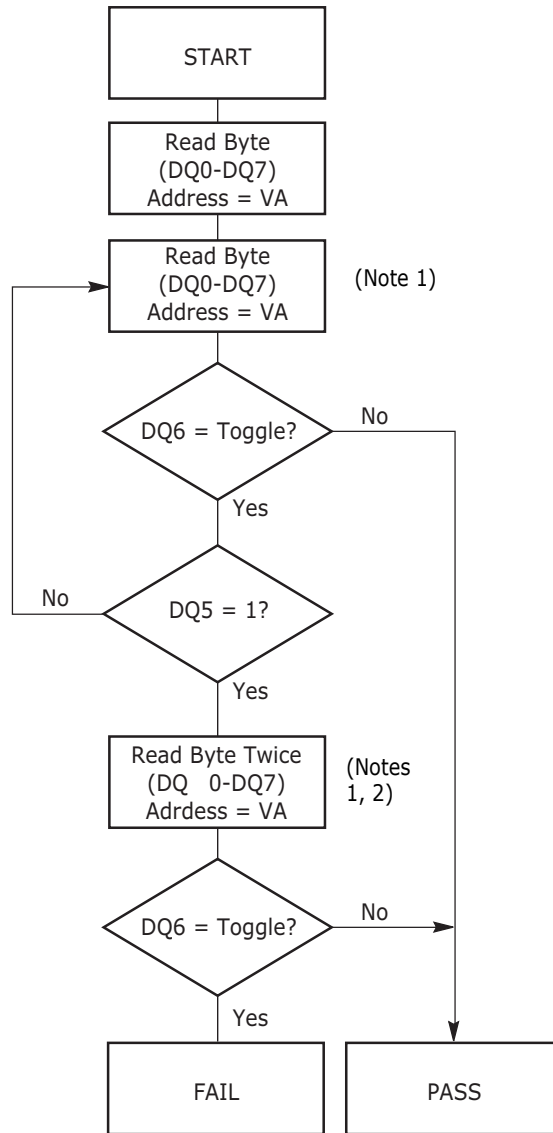 START
Read Byte
(DQ0-DQ7)
Address = VA
Read Byte
(DQ0-DQ7)
Address = VA
(Note 1)
DQ6 = Toggle?
No
Yes
No
DQ5 = 1?
Yes
Read Byte Twice
(DQ 0-DQ7)
Adrdess = VA
(Notes
1, 2)
DQ6 = Toggle?
No
Yes
FAIL
PASS